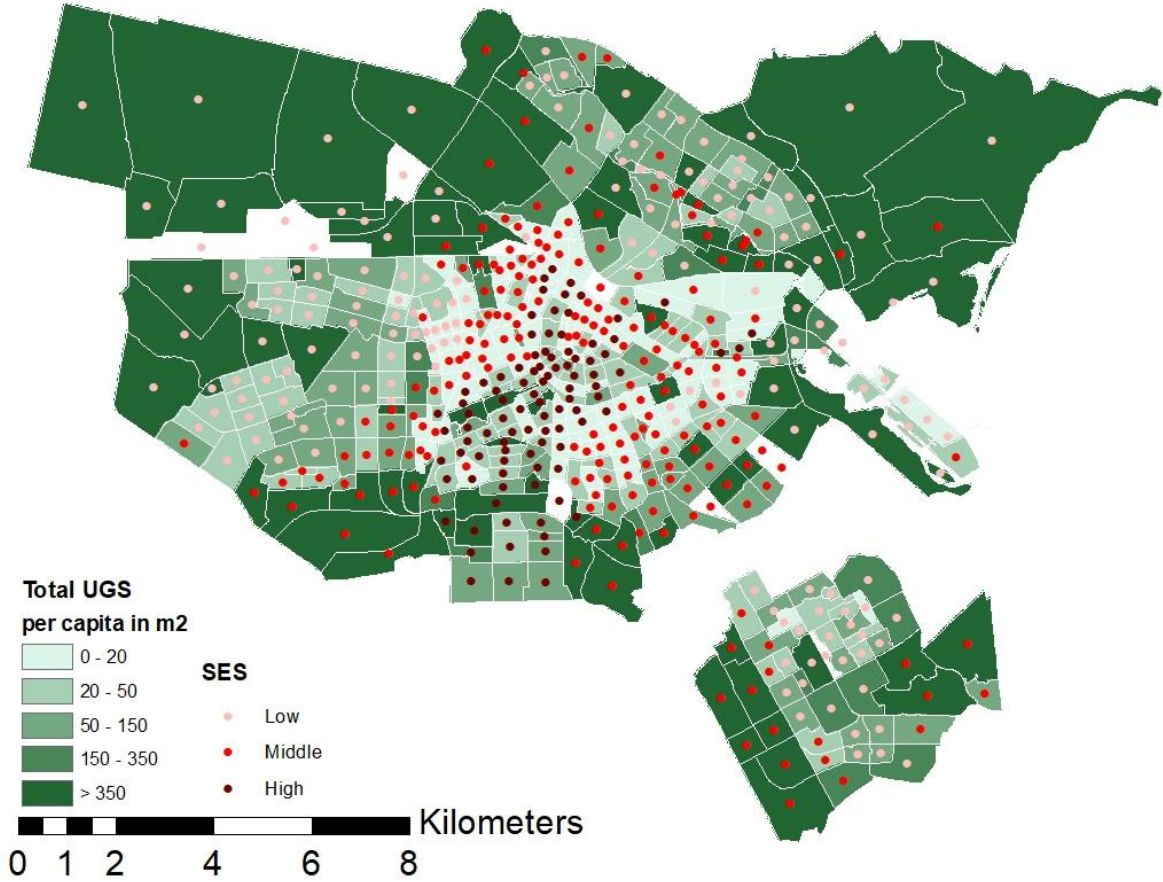 Total UGS
per capita in m2
0 - 20
20 - 50
50 - 150
150 - 350
> 350
SES
Low
Middle
High
Kilometers
0 1 2 4 6 8